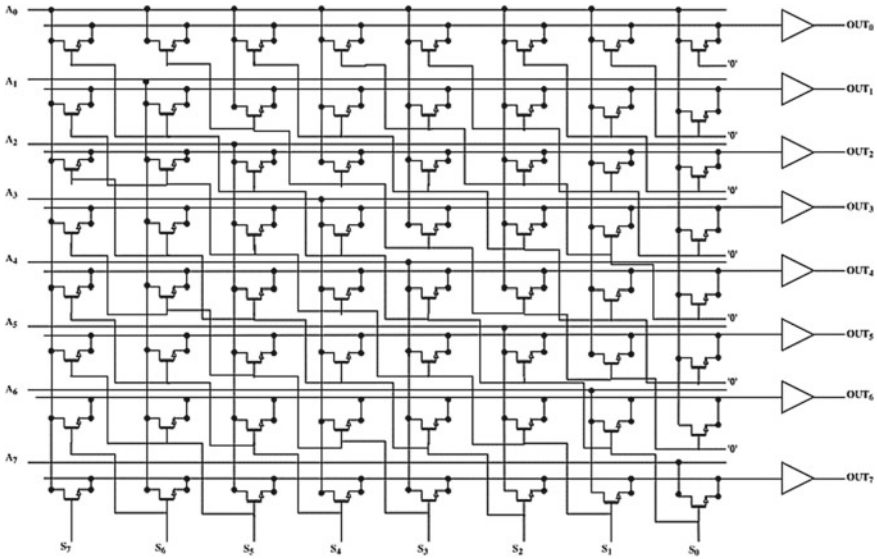 A0 OUT0
'0'
A1 OUT1
'0'
A2 OUT2
'0'
A3 OUT3
'0'
A4 OUT4
'0'
A5 OUT5
'0'
A6 OUT6
'0'
A7 OUT7
S7 S6 S5 S4 S3 S2 S1 S0